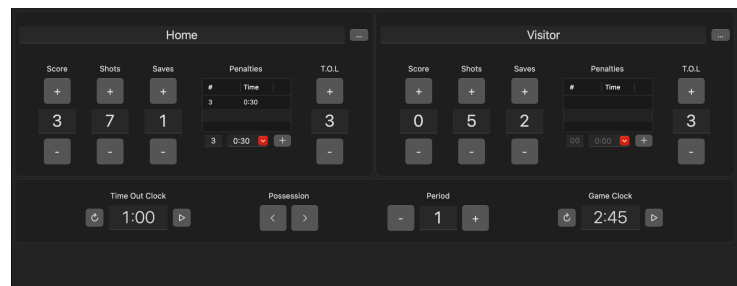 Home ...
Visitor ...
Score Shots Saves Penalties T.O.L
+ + + # Time +
3 0:30
3 7 1 3
3 0:30 +
- - - -
Score Shots Saves Penalties T.O.L
+ + + # Time +
0 5 2 3
00 0:00 +
- - - -
Time Out Clock Possession Period Game Clock
1:00 < > - 1 + 2:45